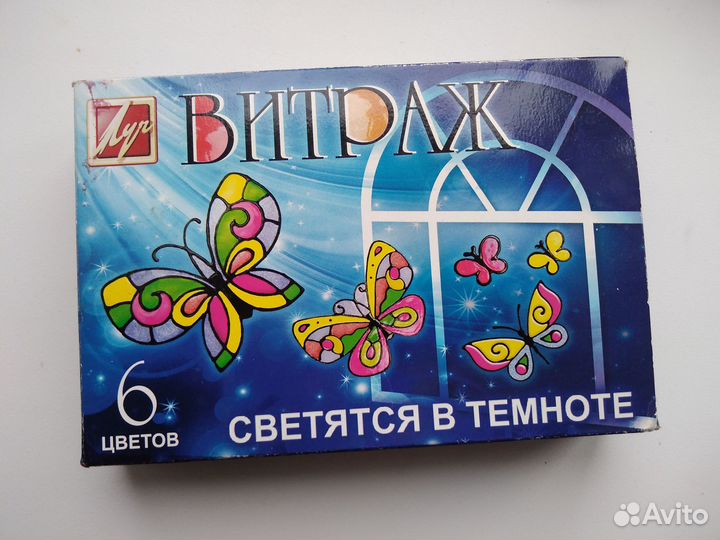 Луч
ВИТРАЖ
6
ЦВЕТОВ
СВЕТЯТСЯ В ТЕМНОТЕ
Avito